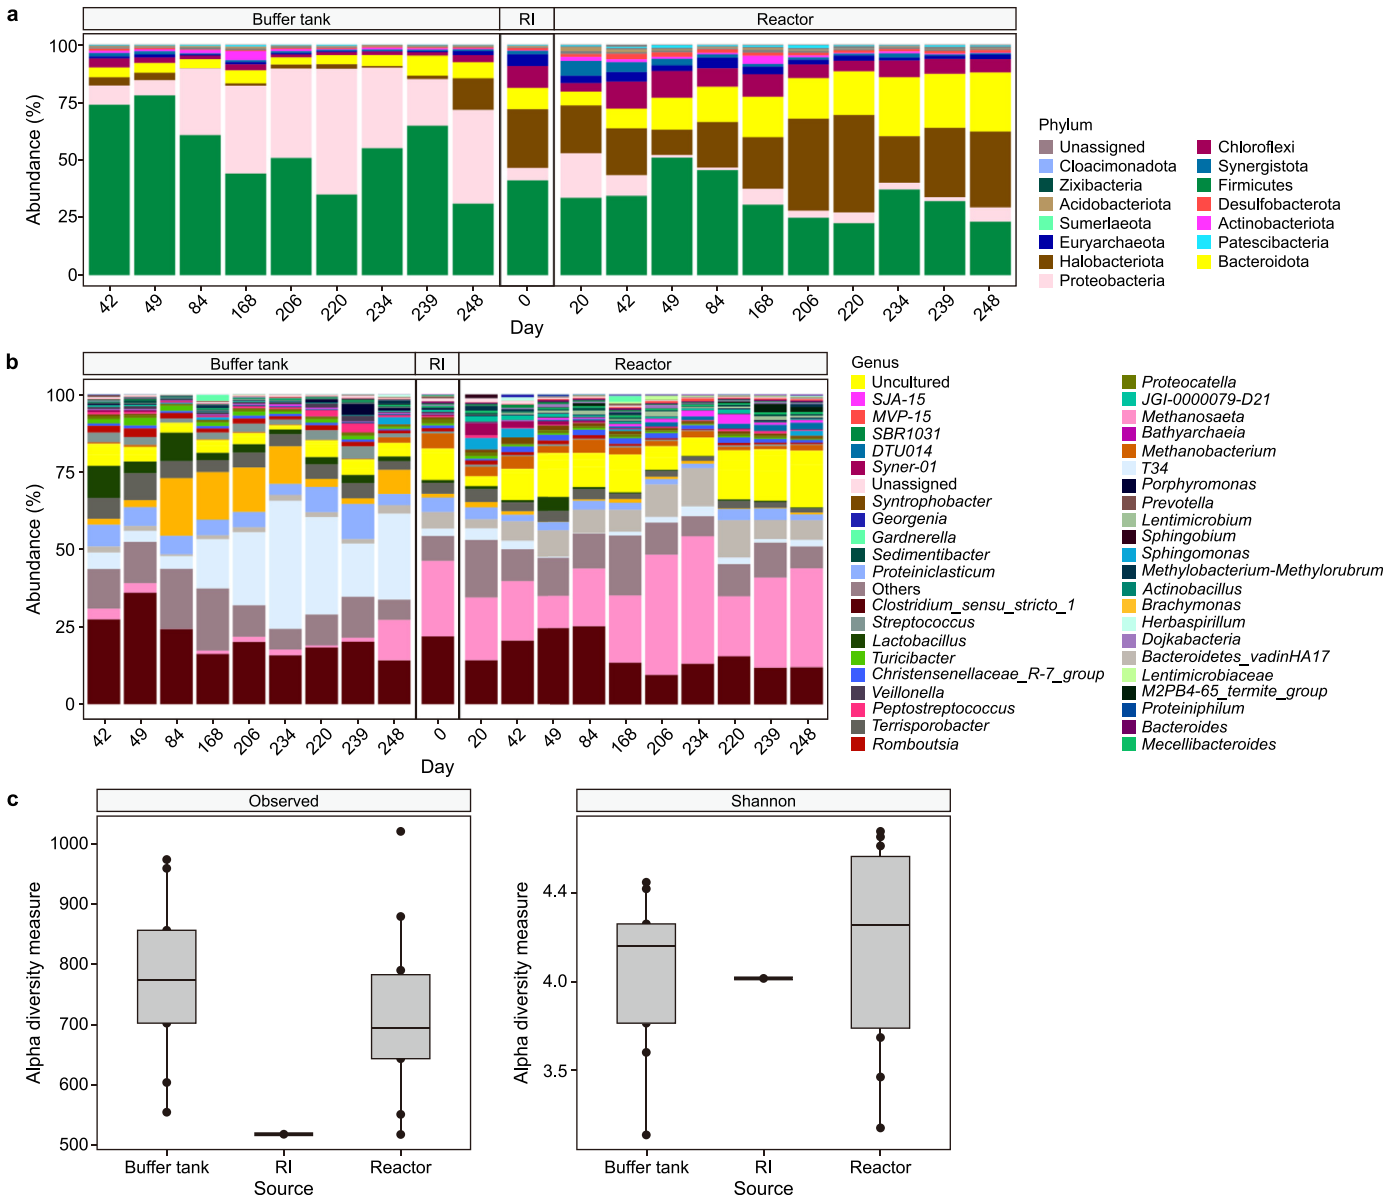 a
Buffer tank
RI
Reactor
Abundance (%)
100
75
50
25
0
42
49
84
168
206
220
234
239
248
0
20
42
49
84
168
206
220
234
239
248
Day
Phylum
Unassigned
Cloacimonadota
Zixibacteria
Acidobacteriota
Sumerlaeota
Euryarchaeota
Halobacteriota
Proteobacteria
Chloroflexi
Synergistota
Firmicutes
Desulfobacterota
Actinobacteriota
Patescibacteria
Bacteroidota
b
Buffer tank
RI
Reactor
Abundance (%)
100
75
50
25
0
42
49
84
168
206
234
220
239
248
0
20
42
49
84
168
206
234
220
239
248
Day
Genus
Uncultured
SJA-15
MVP-15
SBR1031
DTU014
Syner-01
Unassigned
Syntrophobacter
Georgenia
Gardnerella
Sedimentibacter
Proteiniclasticum
Others
Clostridium_sensu_stricto_1
Streptococcus
Lactobacillus
Turicibacter
Christensenellaceae_R-7_group
Veillonella
Peptostreptococcus
Terrisporobacter
Romboutsia
Proteocatella
JGI-0000079-D21
Methanosaeta
Bathyarchaeia
Methanobacterium
T34
Porphyromonas
Prevotella
Lentimicrobium
Sphingobium
Sphingomonas
Methylobacterium-Methylorubrum
Actinobacillus
Brachymonas
Herbaspirillum
Dojkabacteria
Bacteroidetes_vadinHA17
Lentimicrobiaceae
M2PB4-65_termite_group
Proteiniphilum
Bacteroides
Mecellibacteroides
c
Observed
Alpha diversity measure
1000
900
800
700
600
500
Buffer tank
RI
Reactor
Source
Shannon
Alpha diversity measure
4.4
4.0
3.5
Buffer tank
RI
Reactor
Source